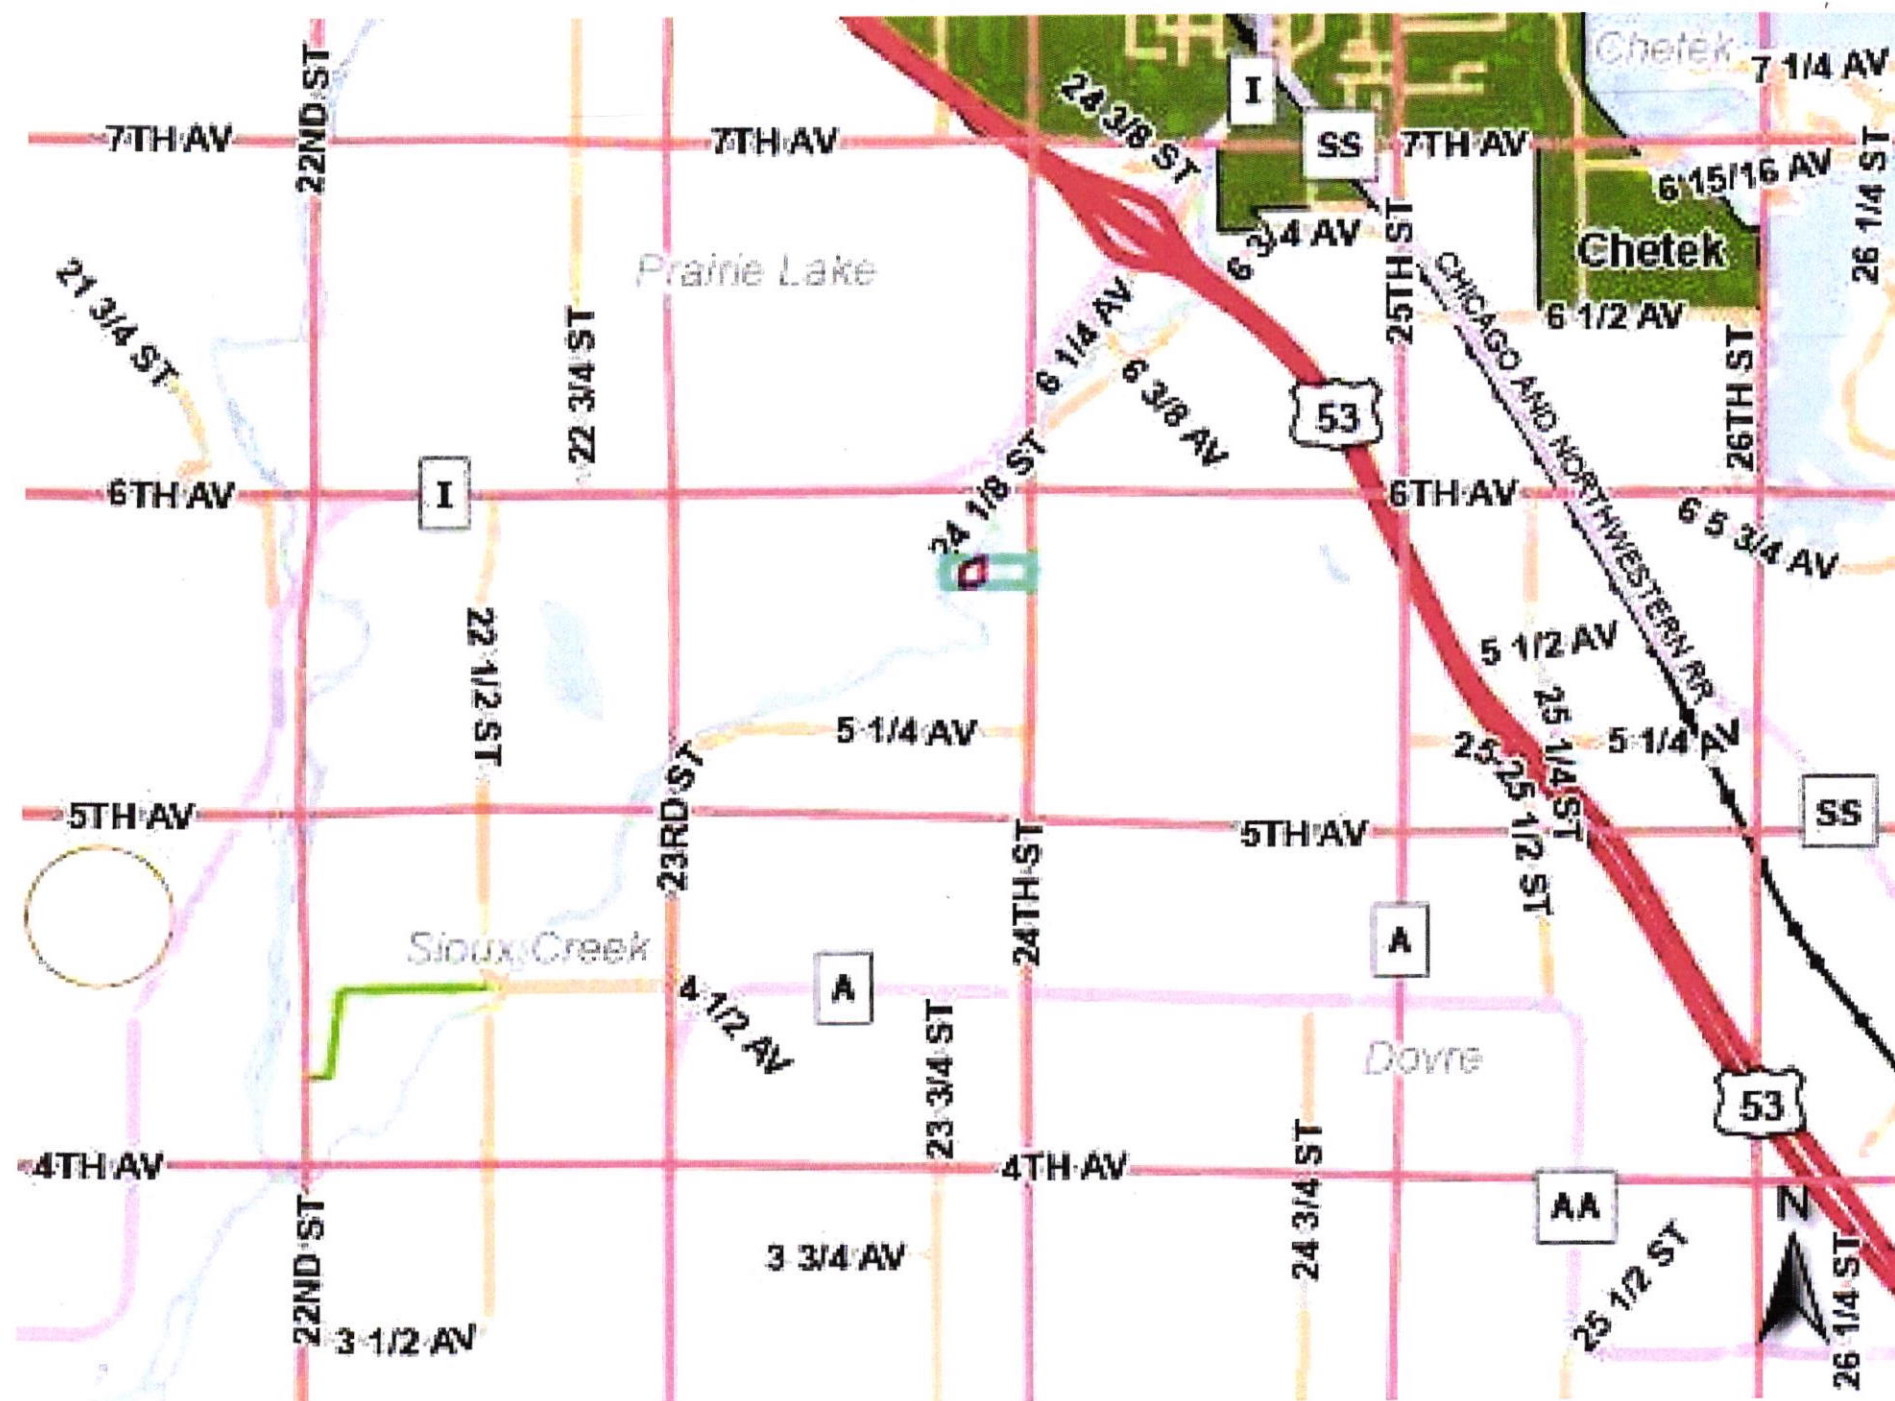 Chetek
7 1/4 AV
22ND ST
24 3/8 ST
I
SS
7TH AV
7TH AV
7TH AV
6 15/16 AV
26 1/4 ST
6 3/4 AV
Chetek
25TH ST
21 3/4 ST
Prairie Lake
CHICAGO AND NORTHWESTERN RR
6 1/4 AV
6 1/2 AV
22 3/4 ST
6 3/8 AV
53
26TH ST
24 1/8 ST
6TH AV
I
6TH AV
6 5 3/4 AV
22 1/2 ST
5 1/2 AV
25 1/4 ST
5 1/4 AV
5 1/4 AV
23RD ST
25 25 1/2 ST
SS
5TH AV
5TH AV
24TH ST
A
Sioux Creek
A
4 1/2 AV
23 3/4 ST
Dovre
53
4TH AV
4TH AV
24 3/4 ST
AA
N
22ND ST
3 3/4 AV
25 1/2 ST
26 1/4 ST
3 1/2 AV